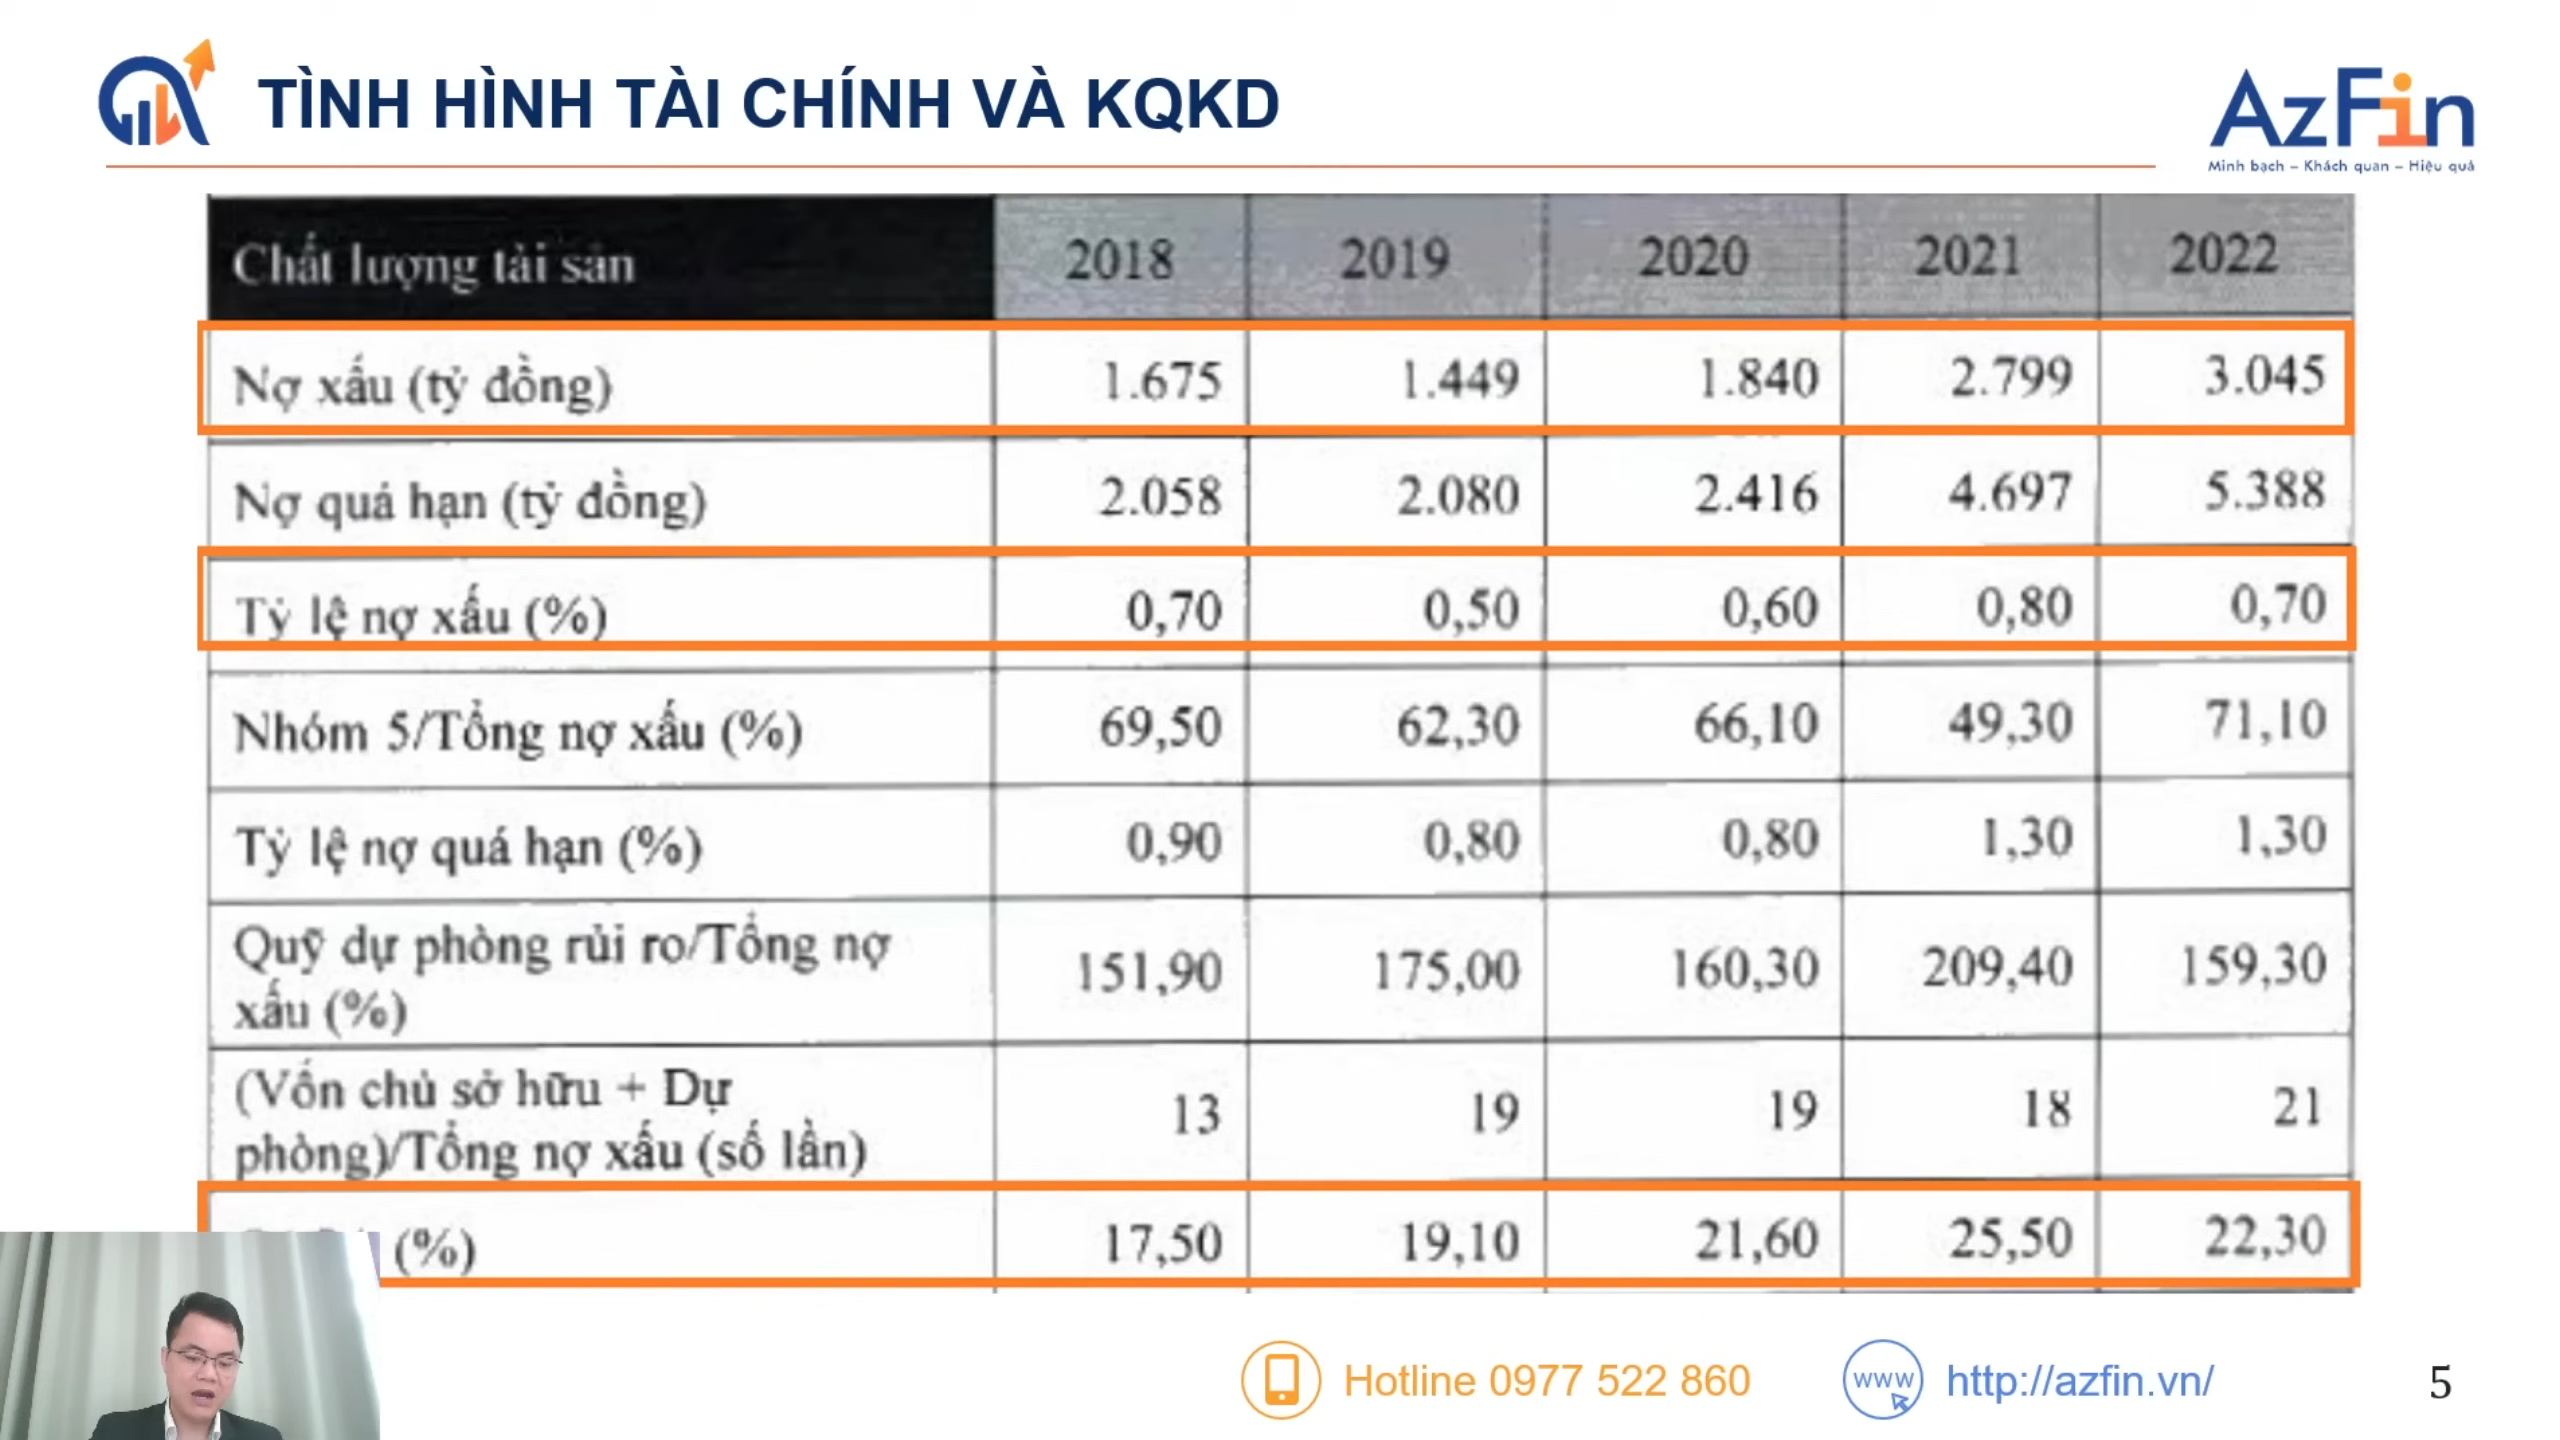 TÌNH HÌNH TÀI CHÍNH VÀ KQKD
AzFin
Minh bạch – Khách quan – Hiệu quả
Chất lượng tài sản 2018 2019 2020 2021 2022
Nợ xấu (tỷ đồng) 1.675 1.449 1.840 2.799 3.045
Nợ quá hạn (tỷ đồng) 2.058 2.080 2.416 4.697 5.388
Tỷ lệ nợ xấu (%) 0,70 0,50 0,60 0,80 0,70
Nhóm 5/Tổng nợ xấu (%) 69,50 62,30 66,10 49,30 71,10
Tỷ lệ nợ quá hạn (%) 0,90 0,80 0,80 1,30 1,30
Quỹ dự phòng rủi ro/Tổng nợ
xấu (%) 151,90 175,00 160,30 209,40 159,30
(Vốn chủ sở hữu + Dự
phòng)/Tổng nợ xấu (số lần) 13 19 19 18 21
(%) 17,50 19,10 21,60 25,50 22,30
Hotline 0977 522 860
www
http://azfin.vn/
5